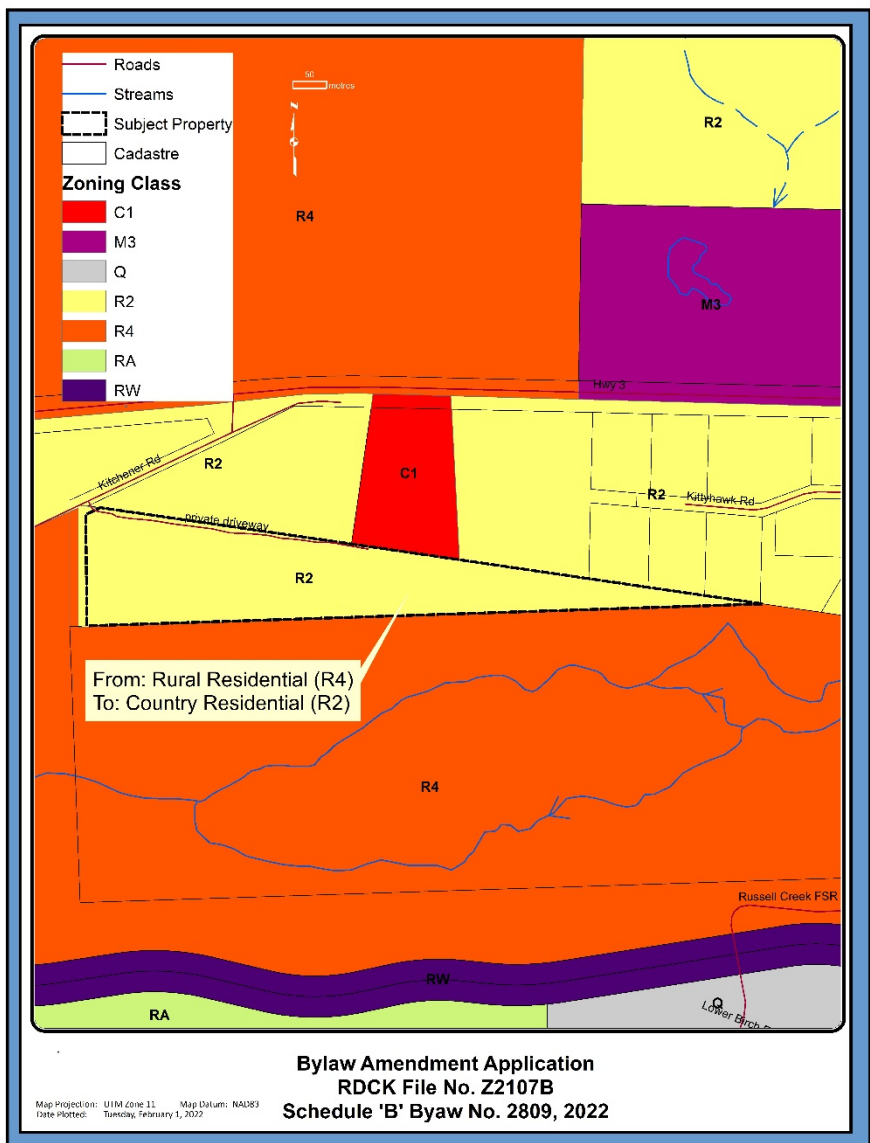 Roads
Streams
Subject Property
Cadastre
Zoning Class
C1
M3
Q
R2
R4
RA
RW
50
metres
N
R2
R4
M3
Hwy 3
Kitchener Rd
R2
C1
R2
Kittyhawk Rd
private driveway
R2
From: Rural Residential (R4)
To: Country Residential (R2)
R4
Russell Creek FSR
RW
RA
Q
Lower Birch
Bylaw Amendment Application
RDCK File No. Z2107B
Schedule 'B' Byaw No. 2809, 2022
Map Projection: UTM Zone 11 Map Datum: NAD83
Date Plotted: Tuesday, February 1, 2022